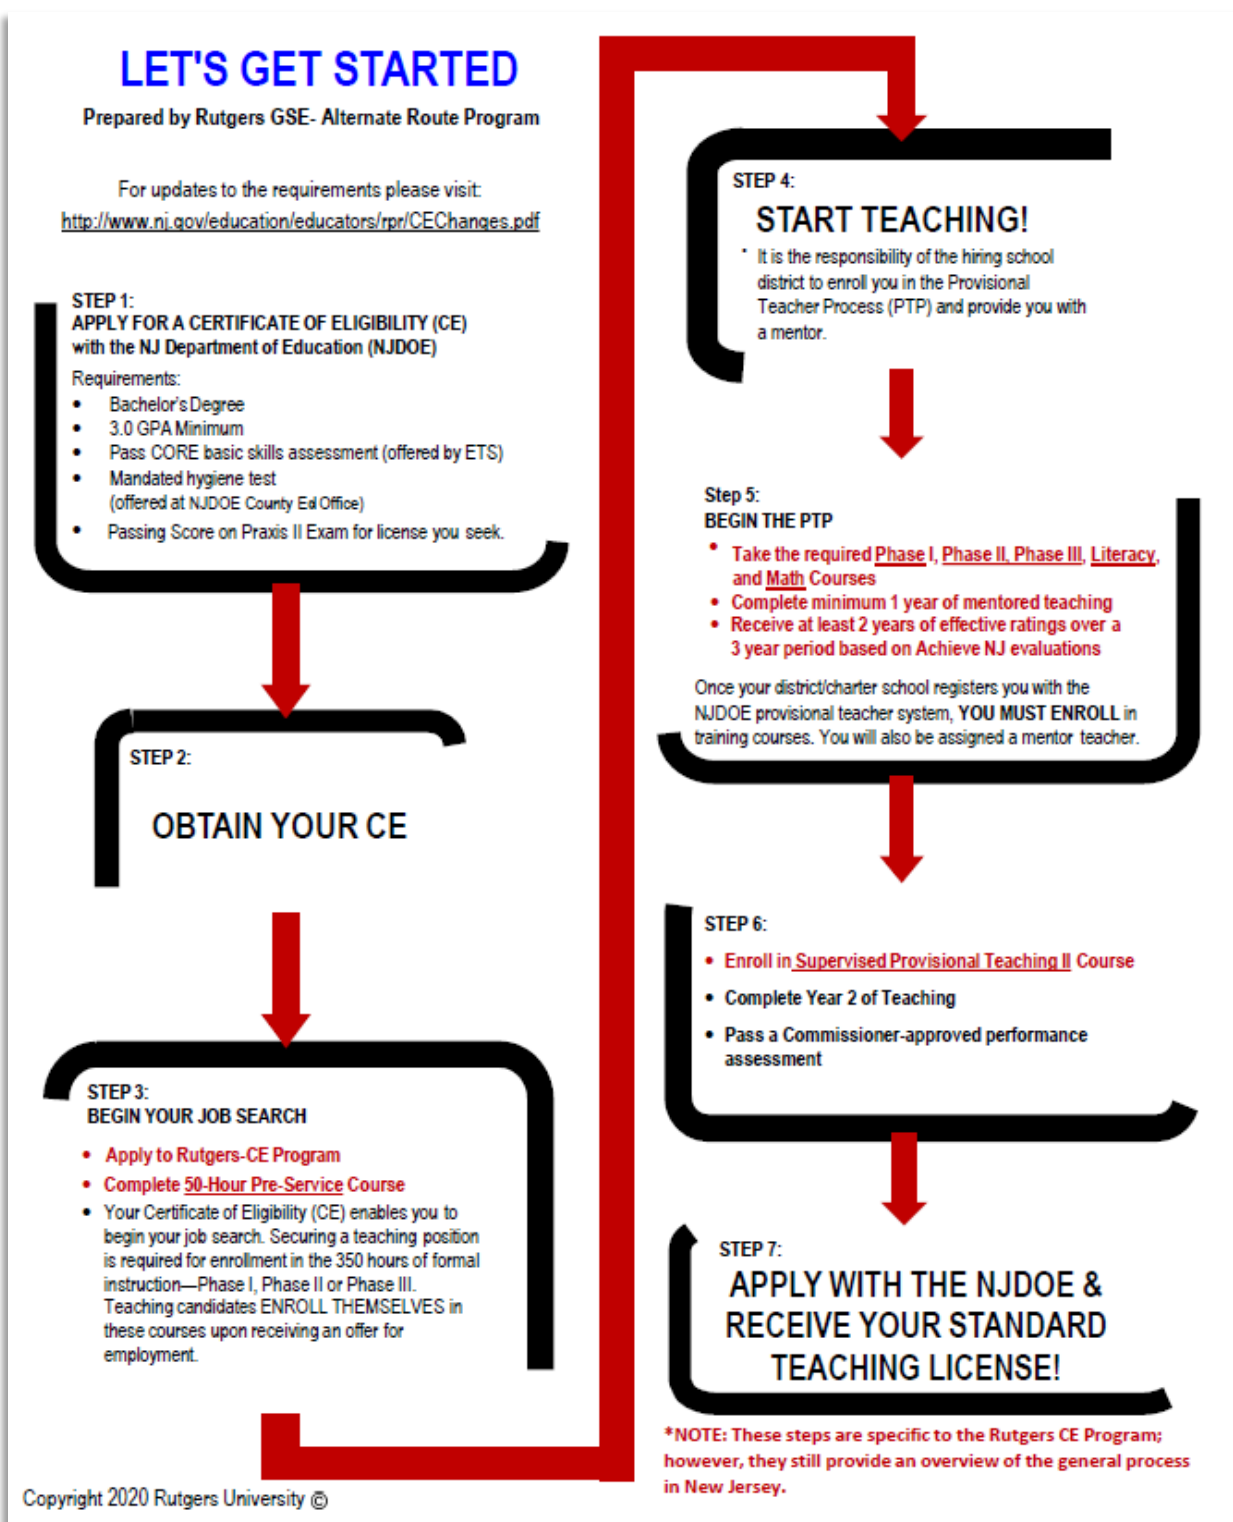 LET'S GET STARTED
Prepared by Rutgers GSE- Alternate Route Program
For updates to the requirements please visit:
http://www.nj.gov/education/educators/rpr/CEChanges.pdf
STEP 1:
APPLY FOR A CERTIFICATE OF ELIGIBILITY (CE)
with the NJ Department of Education (NJDOE)
Requirements:
• Bachelor's Degree
• 3.0 GPA Minimum
• Pass CORE basic skills assessment (offered by ETS)
• Mandated hygiene test
(offered at NJDOE County Ed Office)
• Passing Score on Praxis II Exam for license you seek.
STEP 2:
OBTAIN YOUR CE
STEP 3:
BEGIN YOUR JOB SEARCH
• Apply to Rutgers-CE Program
• Complete 50-Hour Pre-Service Course
• Your Certificate of Eligibility (CE) enables you to
begin your job search. Securing a teaching position
is required for enrollment in the 350 hours of formal
instruction—Phase I, Phase II or Phase III.
Teaching candidates ENROLL THEMSELVES in
these courses upon receiving an offer for
employment.
STEP 4:
START TEACHING!
• It is the responsibility of the hiring school
district to enroll you in the Provisional
Teacher Process (PTP) and provide you with
a mentor.
Step 5:
BEGIN THE PTP
• Take the required Phase I, Phase II, Phase III, Literacy,
and Math Courses
• Complete minimum 1 year of mentored teaching
• Receive at least 2 years of effective ratings over a
3 year period based on Achieve NJ evaluations
Once your district/charter school registers you with the
NJDOE provisional teacher system, YOU MUST ENROLL in
training courses. You will also be assigned a mentor teacher.
STEP 6:
• Enroll in Supervised Provisional Teaching II Course
• Complete Year 2 of Teaching
• Pass a Commissioner-approved performance
assessment
STEP 7:
APPLY WITH THE NJDOE &
RECEIVE YOUR STANDARD
TEACHING LICENSE!
*NOTE: These steps are specific to the Rutgers CE Program;
however, they still provide an overview of the general process
in New Jersey.
Copyright 2020 Rutgers University ©